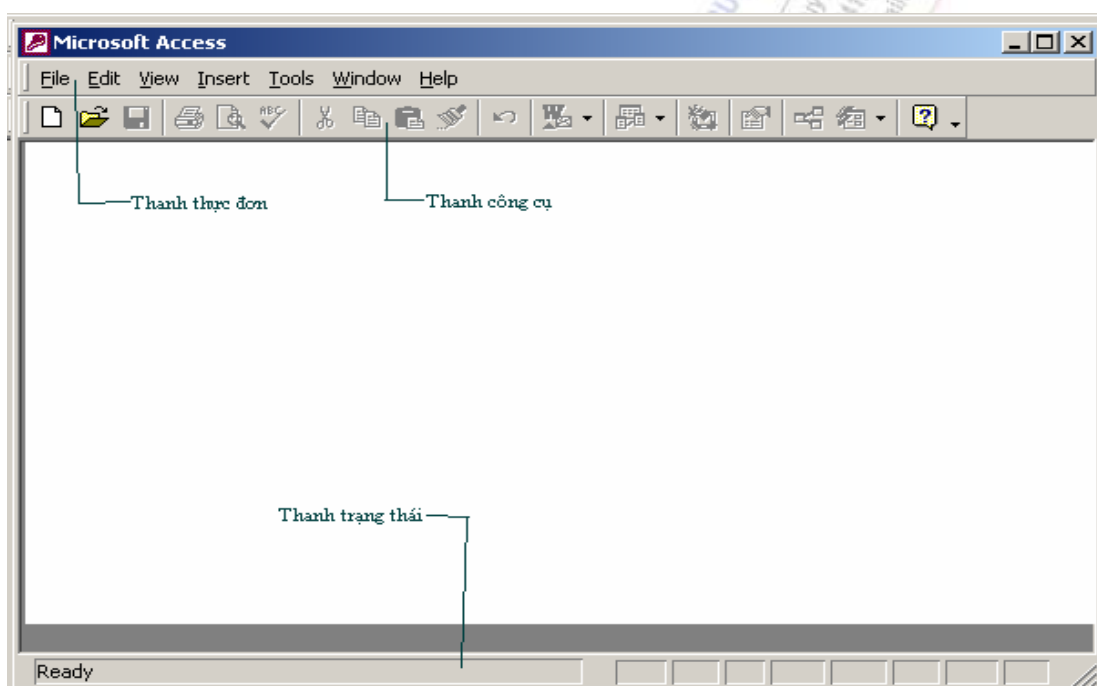 Microsoft Access
File Edit View Insert Tools Window Help
ABC
Thanh thực đơn
Thanh công cụ
Thanh trạng thái
Ready